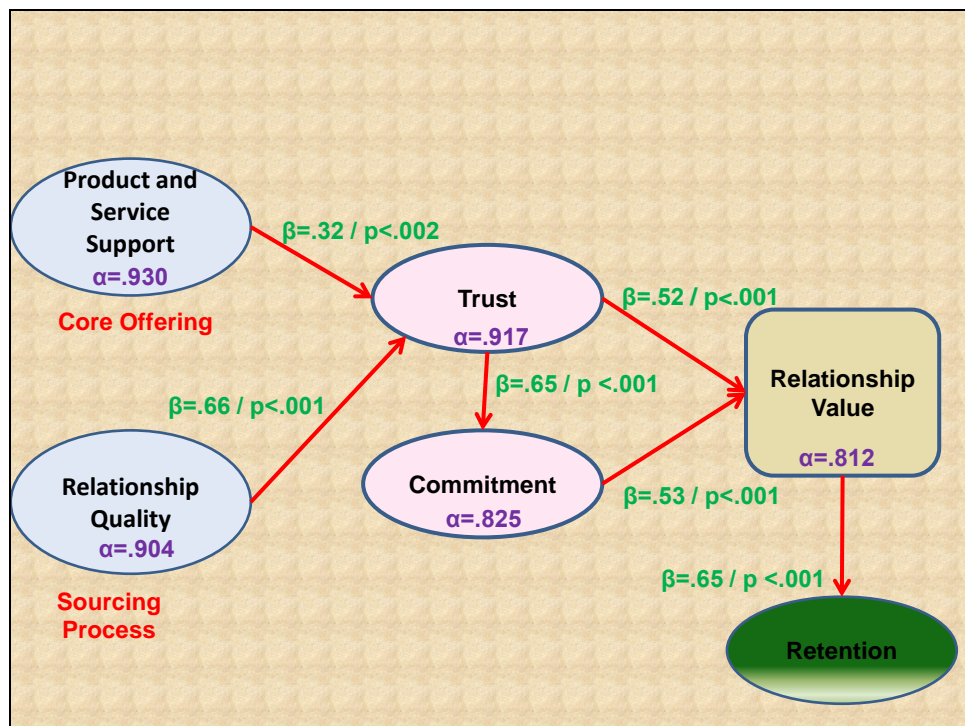 Product and
Service
Support
α=.930
Core Offering
β=.32 / p<.002
Trust
α=.917
β=.52 / p<.001
β=.66 / p<.001
β=.65 / p <.001
Relationship
Value
α=.812
Relationship
Quality
α=.904
Sourcing
Process
Commitment
α=.825
β=.53 / p<.001
β=.65 / p <.001
Retention